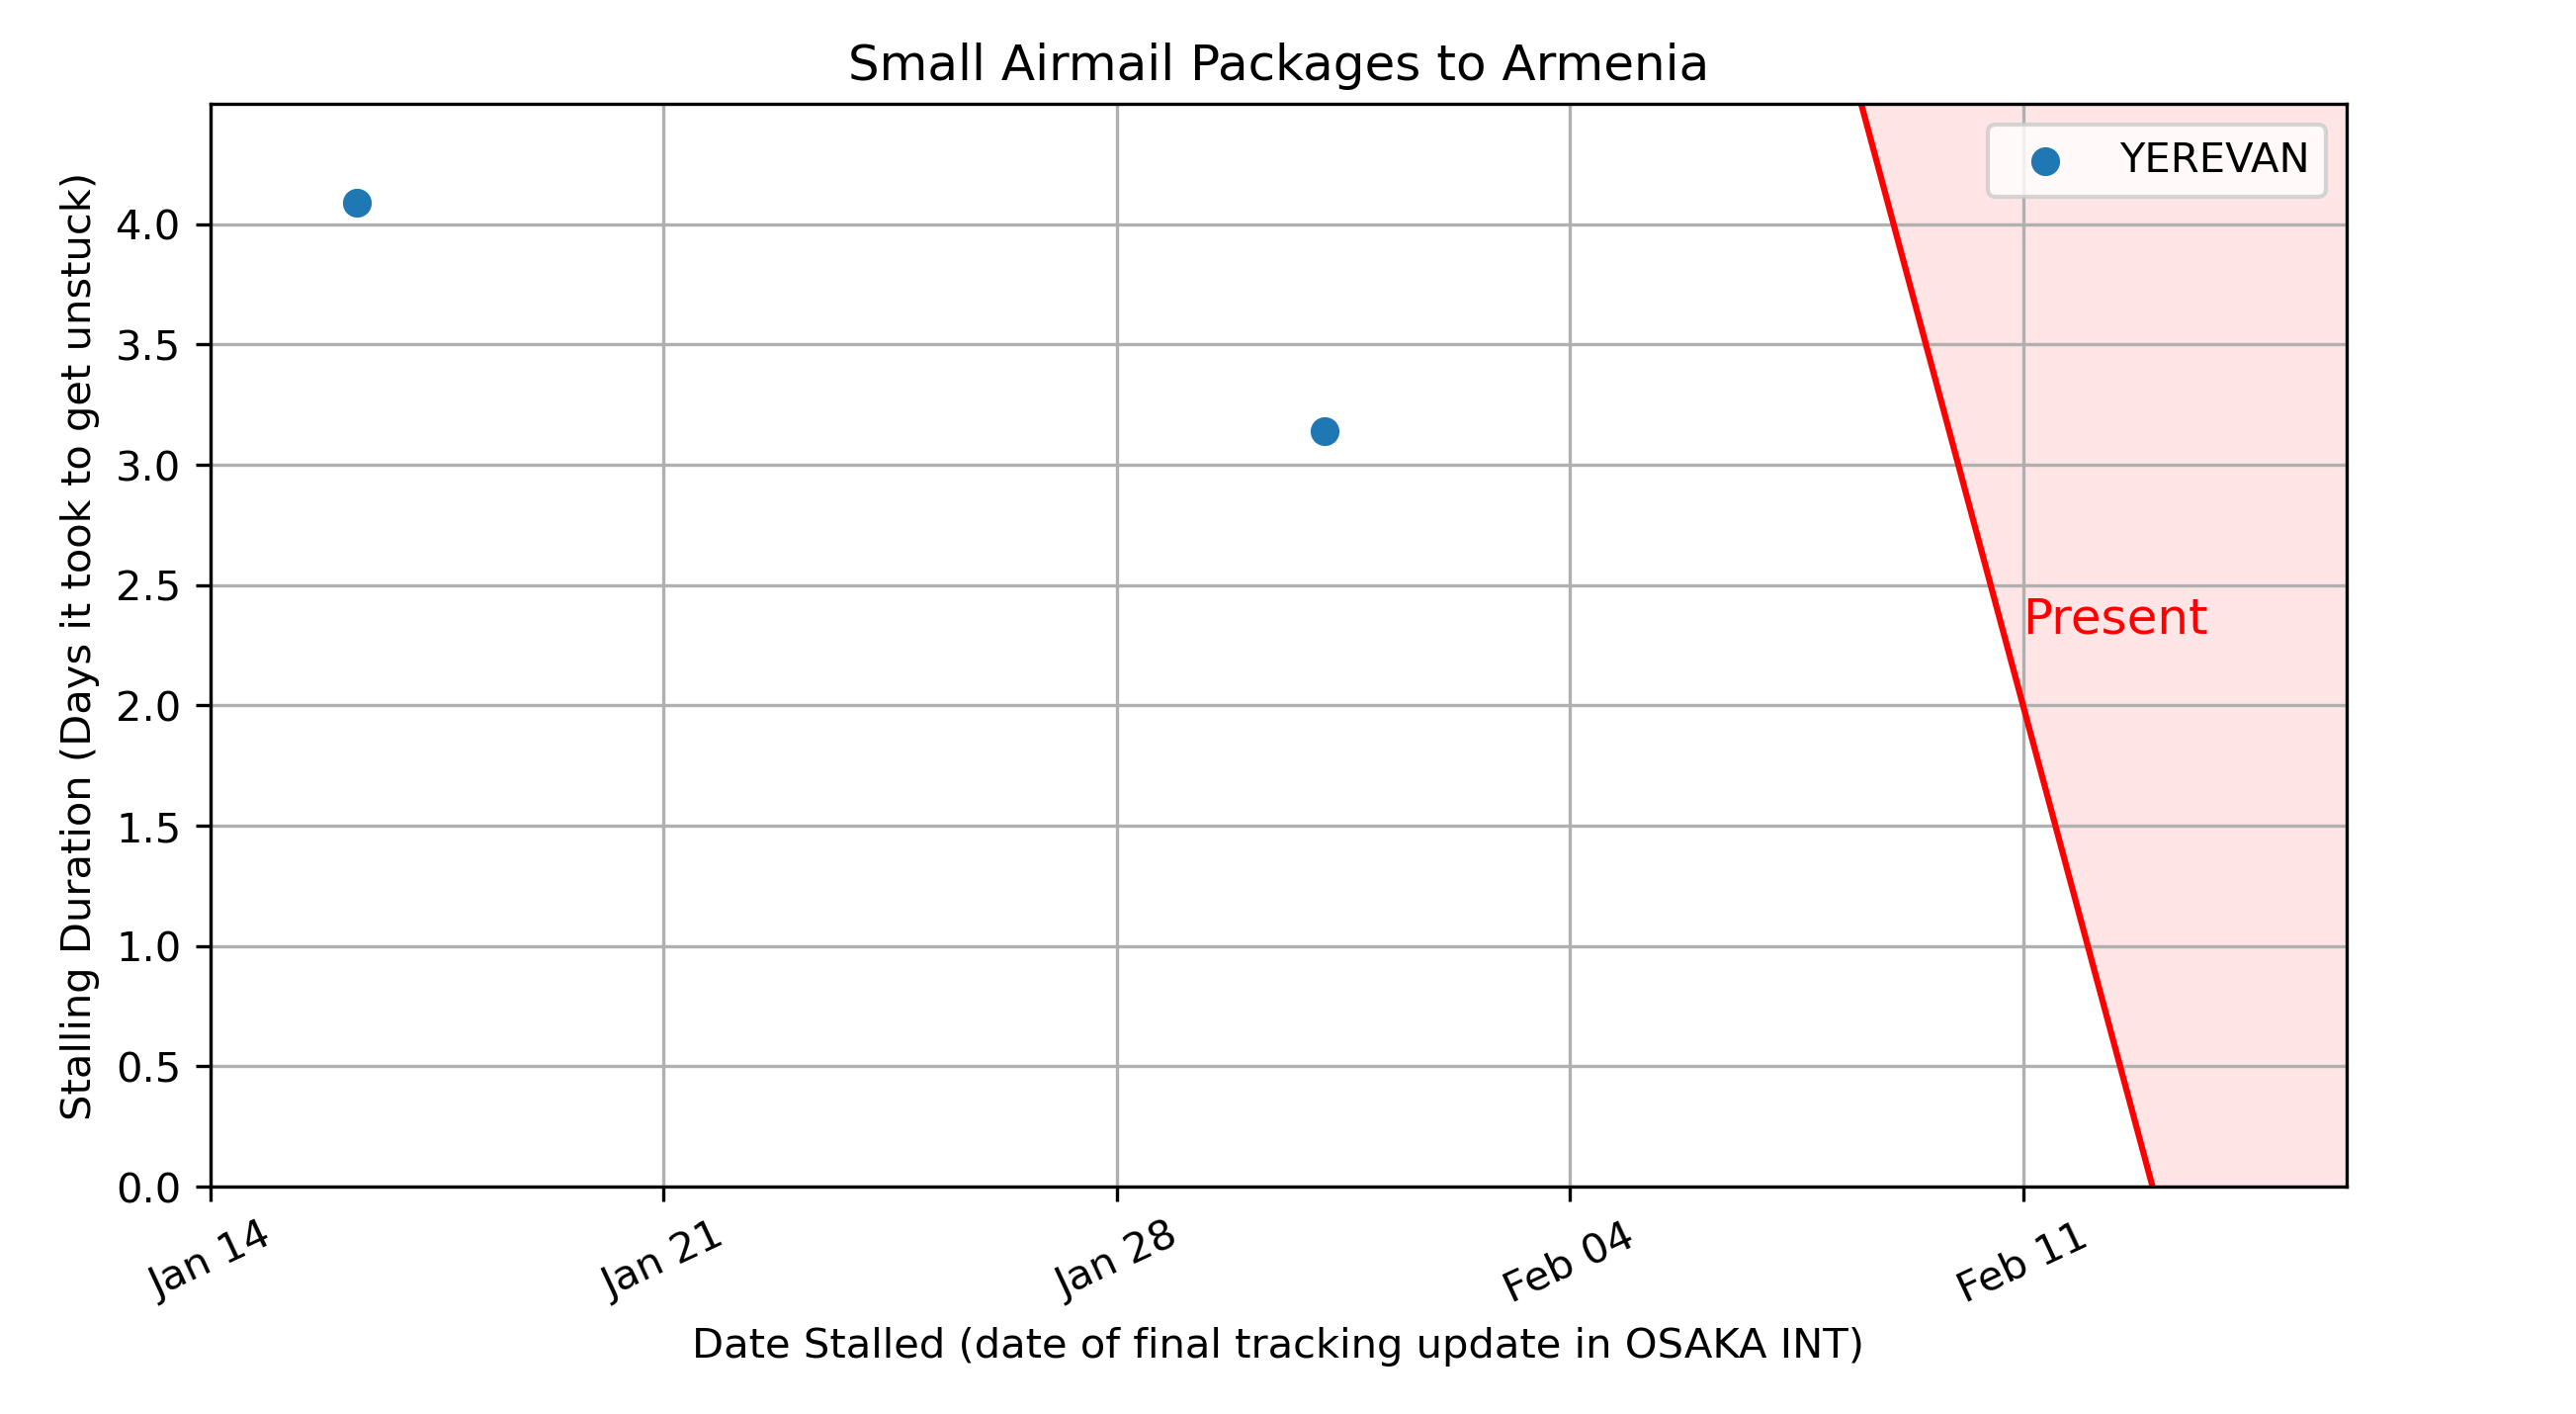 Small Airmail Packages to Armenia
YEREVAN
Stalling Duration (Days it took to get unstuck)
4.0
3.5
3.0
2.5
2.0
1.5
1.0
0.5
0.0
Present
Jan 14
Jan 21
Jan 28
Feb 04
Feb 11
Date Stalled (date of final tracking update in OSAKA INT)